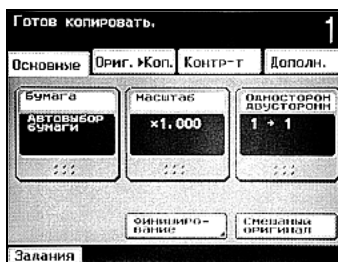 Готов копировать. 1
Основные Ориг.▸Коп. Контр-т Дополн.
Бумага
Автовыбор
бумаги
Масштаб
×1.000
Односторон
двусторонн
1 → 1
Финиширо-
вание
Смешаный
оригинал
Задания